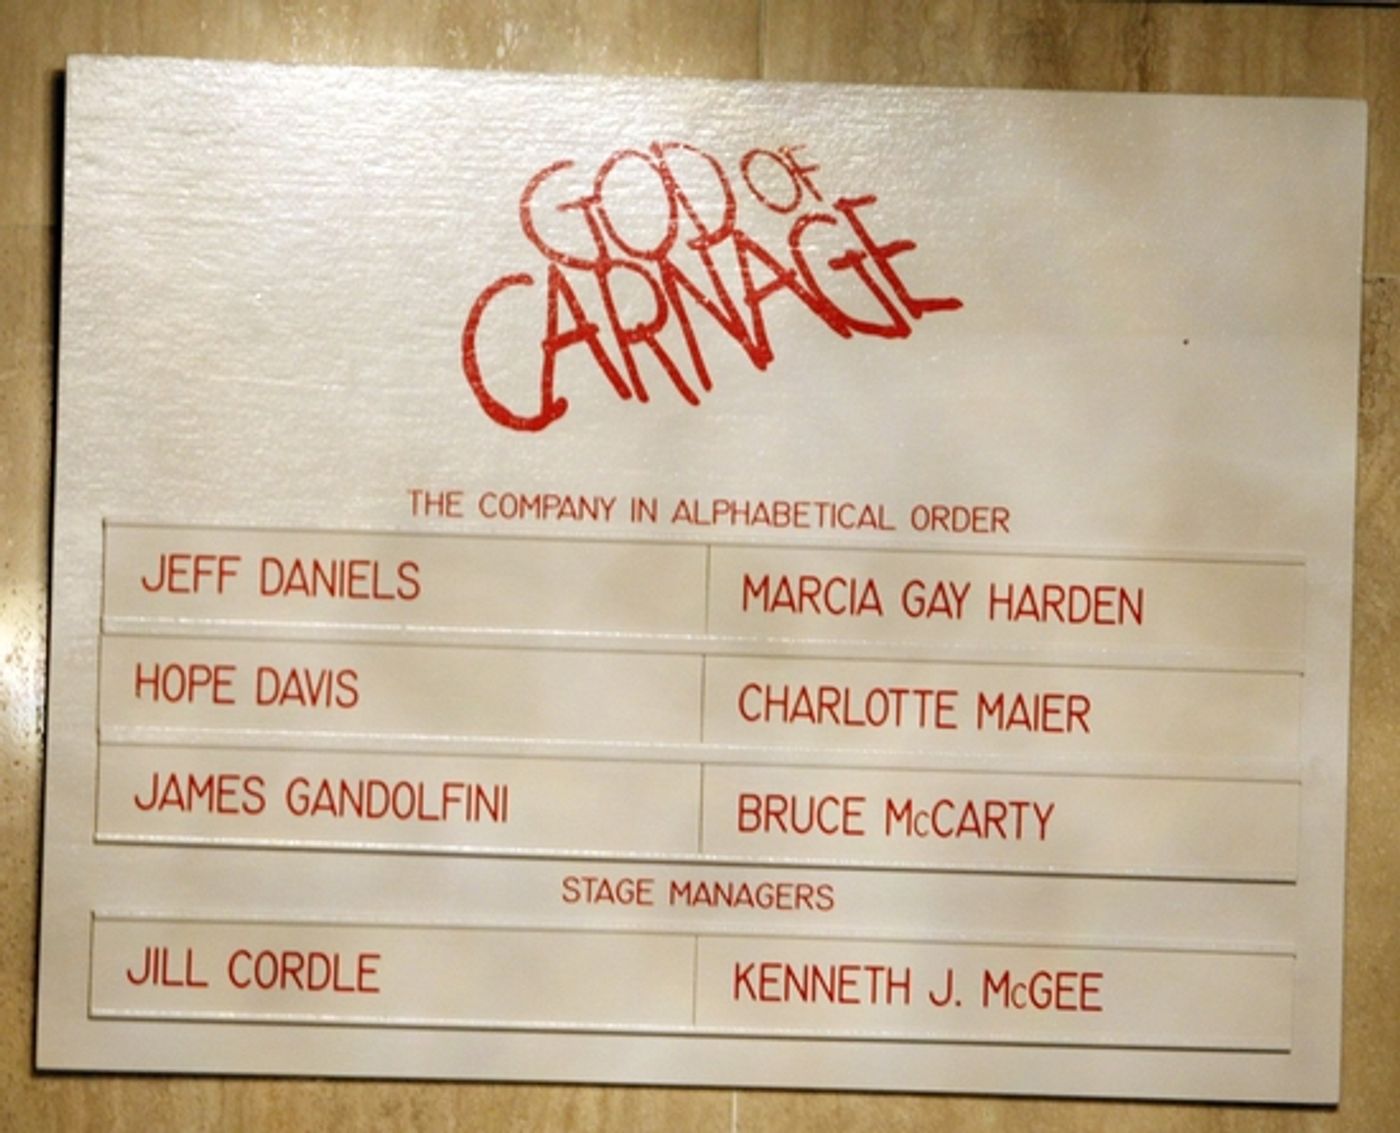 GOD OF
CARNAGE
THE COMPANY IN ALPHABETICAL ORDER
JEFF DANIELS
MARCIA GAY HARDEN
HOPE DAVIS
CHARLOTTE MAIER
JAMES GANDOLFINI
BRUCE McCARTY
STAGE MANAGERS
JILL CORDLE
KENNETH J. McGEE